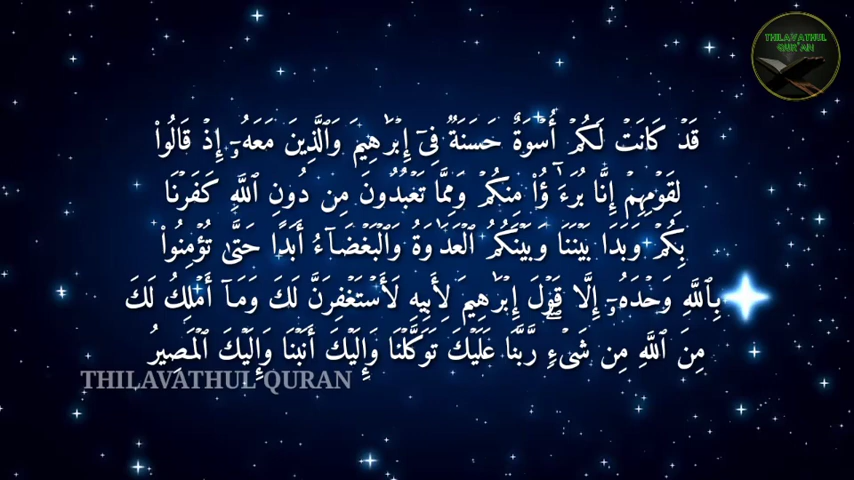 THILAVATHUL
QUR'AN
قَدۡ كَانَتۡ لَكُمۡ أُسۡوَةٌ حَسَنَةٌ فِيٓ إِبۡرَٰهِيمَ وَٱلَّذِينَ مَعَهُۥٓ إِذۡ قَالُواْ
لِقَوۡمِهِمۡ إِنَّا بُرَءَٰٓؤُاْ مِنكُمۡ وَمِمَّا تَعۡبُدُونَ مِن دُونِ ٱللَّهِ كَفَرۡنَا
بِكُمۡ وَبَدَا بَيۡنَنَا وَبَيۡنَكُمُ ٱلۡعَدَٰوَةُ وَٱلۡبَغۡضَآءُ أَبَدًا حَتَّىٰ تُؤۡمِنُواْ
بِٱللَّهِ وَحۡدَهُۥٓ إِلَّا قَوۡلَ إِبۡرَٰهِيمَ لِأَبِيهِ لَأَسۡتَغۡفِرَنَّ لَكَ وَمَآ أَمۡلِكُ لَكَ
مِنَ ٱللَّهِ مِن شَيۡءٖۖ رَّبَّنَا عَلَيۡكَ تَوَكَّلۡنَا وَإِلَيۡكَ أَنَبۡنَا وَإِلَيۡكَ ٱلۡمَصِيرُ
THILAVATHUL QURAN